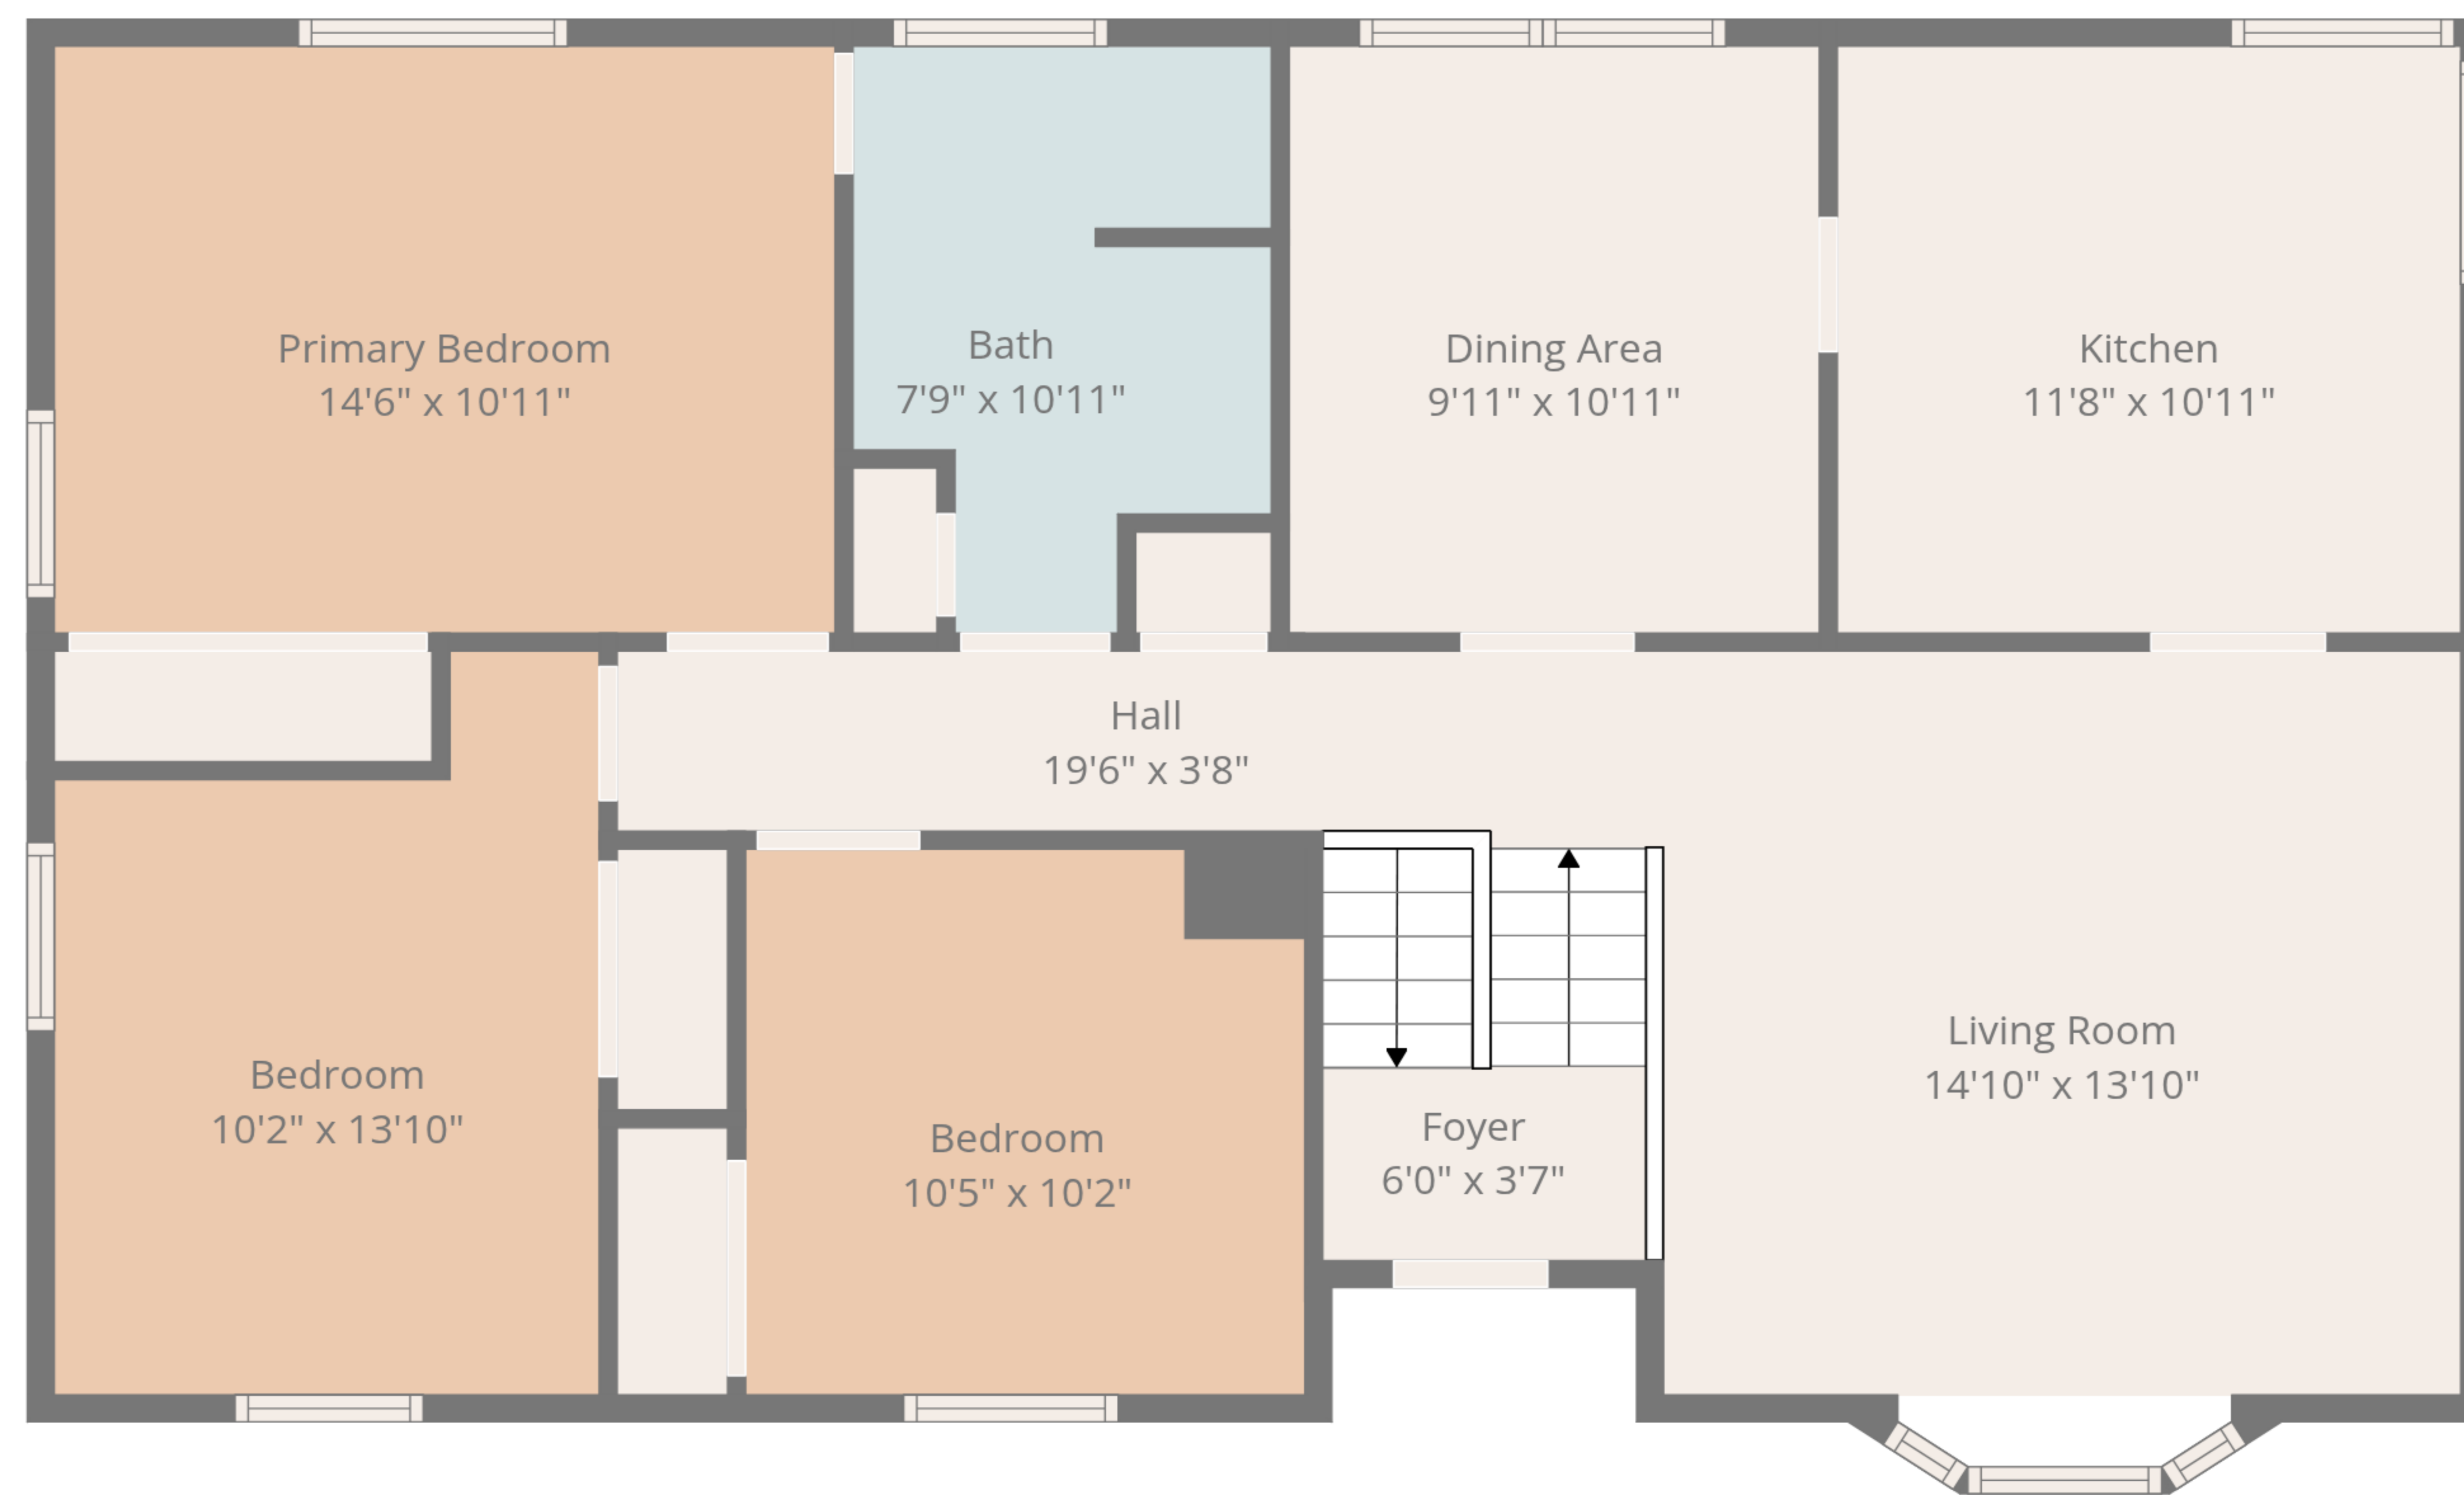 Primary Bedroom
14'6" x 10'11"
Bath
7'9" x 10'11"
Dining Area
9'11" x 10'11"
Kitchen
11'8" x 10'11"
Hall
19'6" x 3'8"
Bedroom
10'2" x 13'10"
Bedroom
10'5" x 10'2"
Foyer
6'0" x 3'7"
Living Room
14'10" x 13'10"